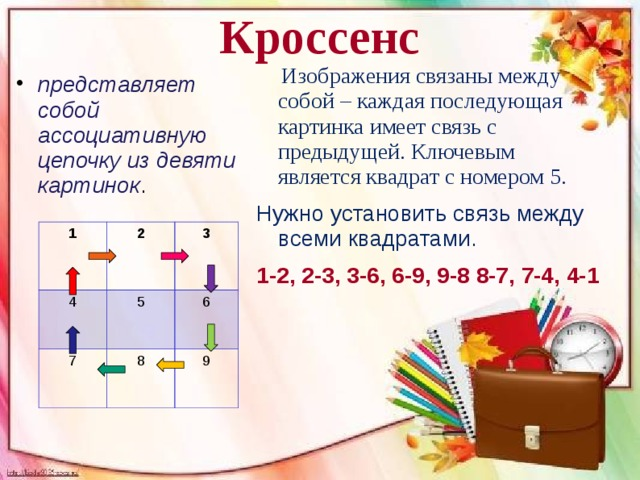 Кроссенс
представляет
собой
ассоциативную
цепочку из девяти
картинок.
Изображения связаны между
собой – каждая последующая
картинка имеет связь с
предыдущей. Ключевым
является квадрат с номером 5.
Нужно установить связь между
всеми квадратами.
1-2, 2-3, 3-6, 6-9, 9-8 8-7, 7-4, 4-1
1 2 3
4 5 6
7 8 9